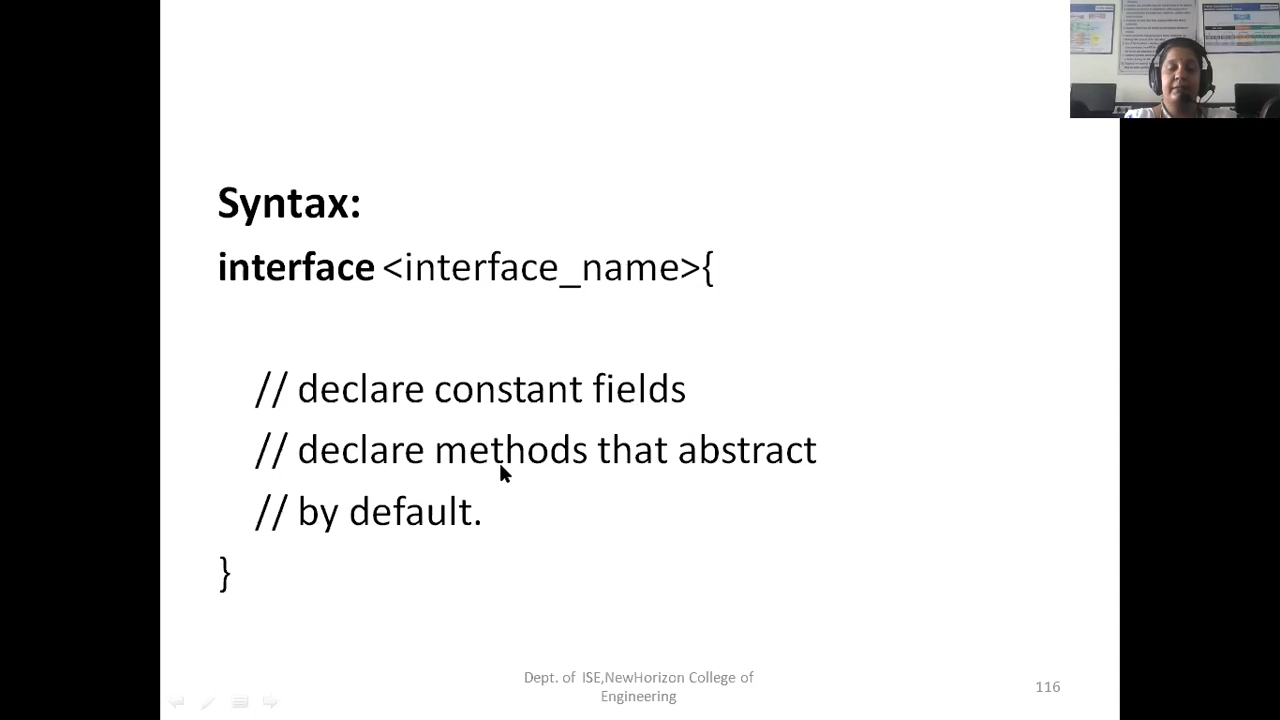 Syntax:
interface <interface_name>{
// declare constant fields
// declare methods that abstract
// by default.
}
Dept. of ISE,NewHorizon College of
Engineering
116